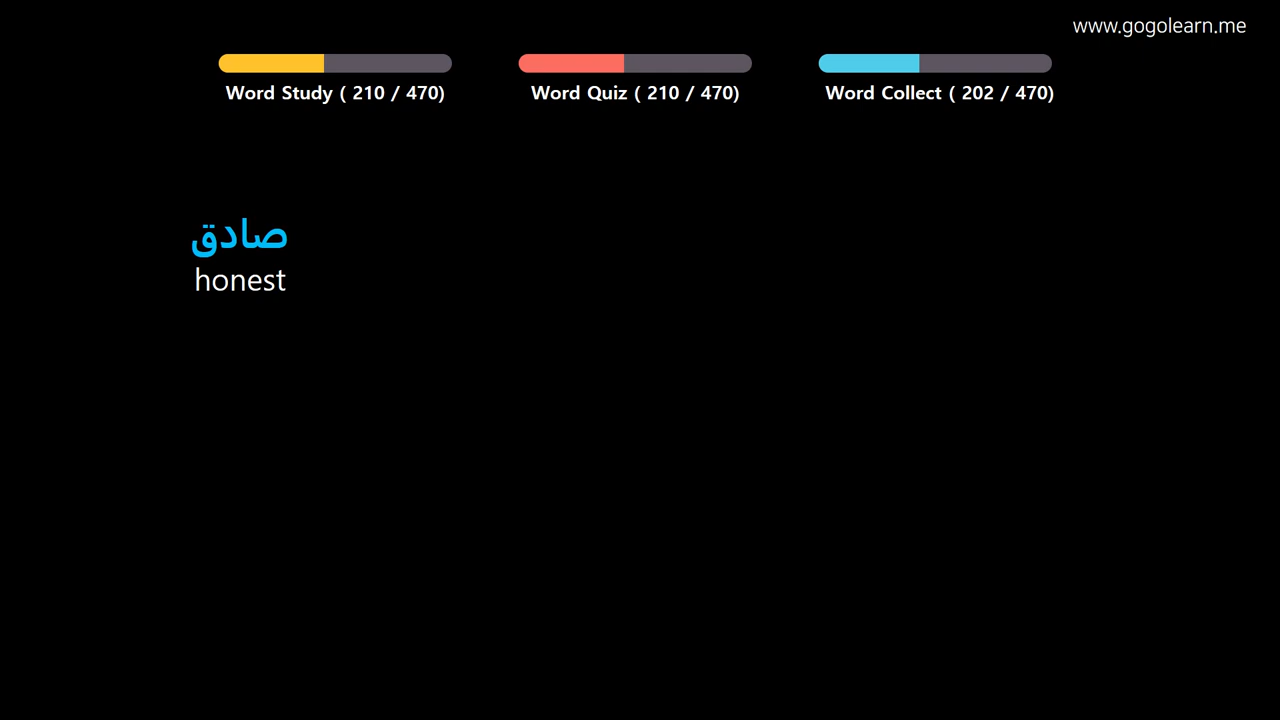 www.gogolearn.me
Word Study ( 210 / 470)
Word Quiz ( 210 / 470)
Word Collect ( 202 / 470)
صادق
honest